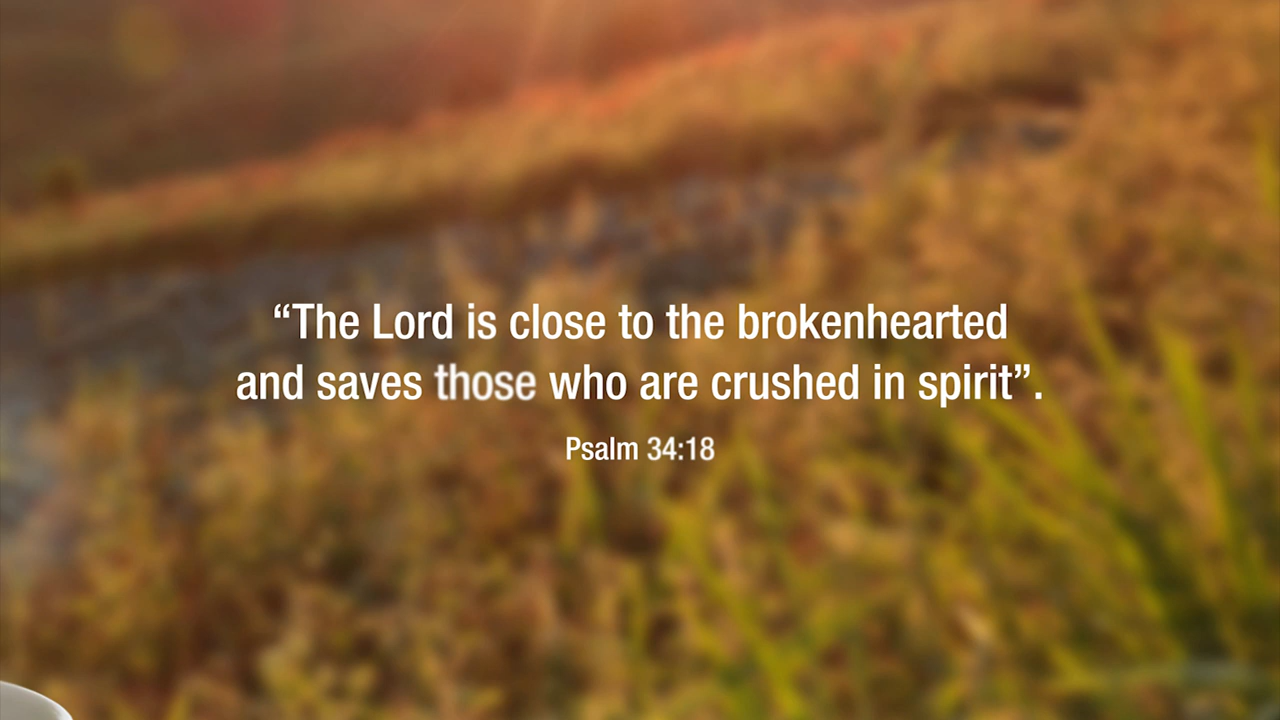 “The Lord is close to the brokenhearted
and saves those who are crushed in spirit”.
Psalm 34:18